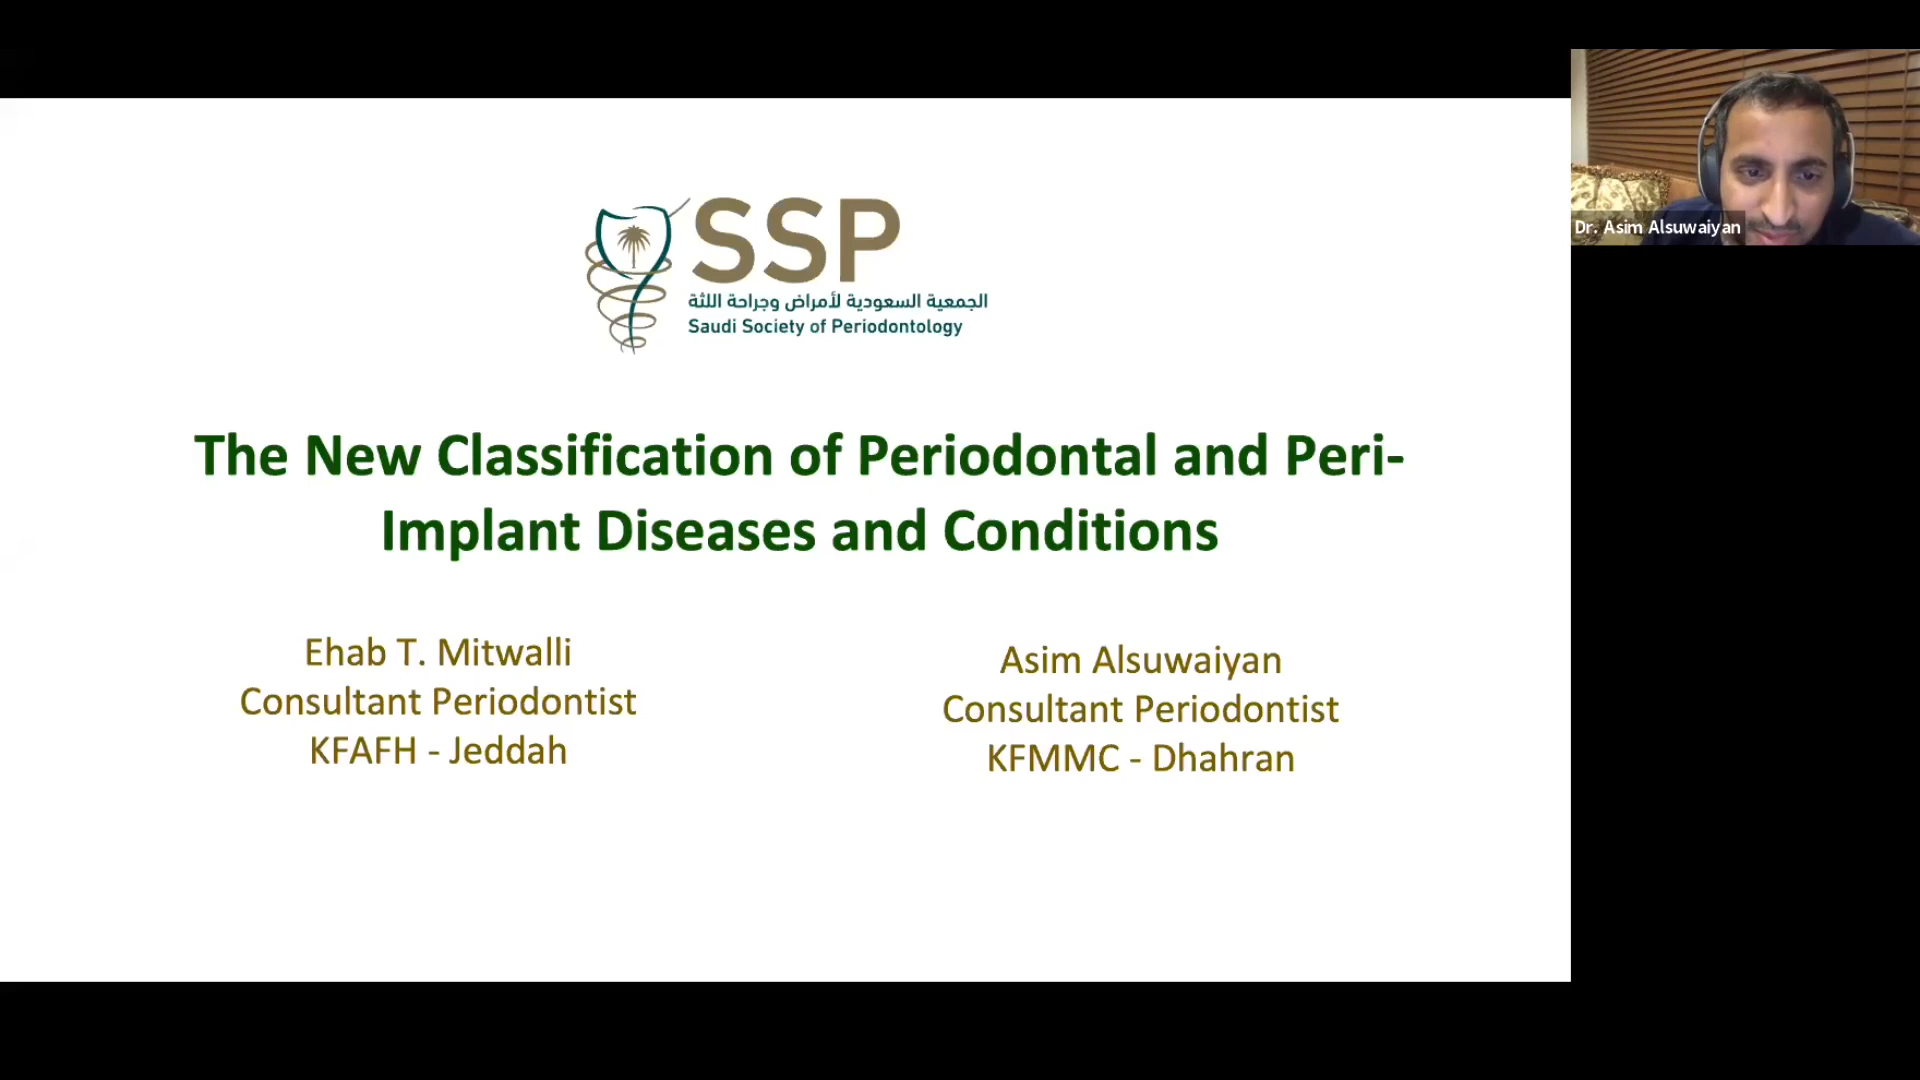 SSP
الجمعية السعودية لأمراض وجراحة اللثة
Saudi Society of Periodontology
The New Classification of Periodontal and Peri-
Implant Diseases and Conditions
Ehab T. Mitwalli
Consultant Periodontist
KFAFH - Jeddah
Asim Alsuwaiyan
Consultant Periodontist
KFMMC - Dhahran
Dr. Asim Alsuwaiyan